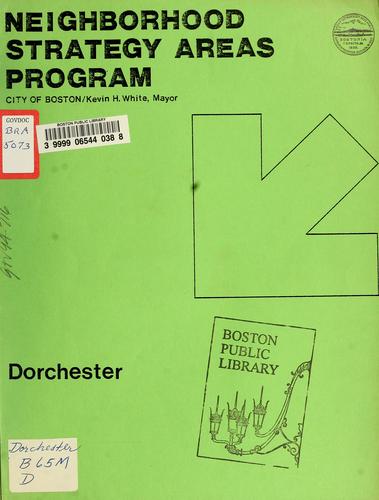 NEIGHBORHOOD
STRATEGY AREAS
PROGRAM
CITY OF BOSTON/Kevin H. White, Mayor
GOVDOC
BRA
5073
BOSTON PUBLIC LIBRARY
3 9999 06544 038 8
BOSTON
PUBLIC
LIBRARY
Dorchester
Dorchester
B65M
D